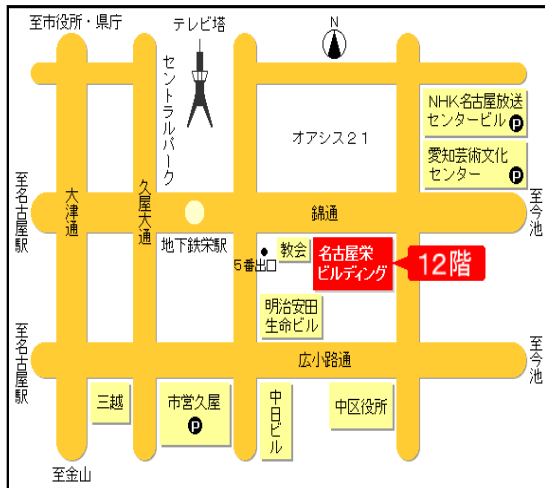 至市役所・県庁
テレビ塔
N
セントラルパーク
オアシス21
NHK名古屋放送
センタービル P
愛知芸術文化
センター P
至名古屋駅
大津通
久屋大通
錦通
至今池
地下鉄栄駅
5番出口
教会
名古屋栄
ビルディング
12階
明治安田
生命ビル
至名古屋駅
広小路通
至今池
三越
市営久屋
P
中日ビル
中区役所
至金山